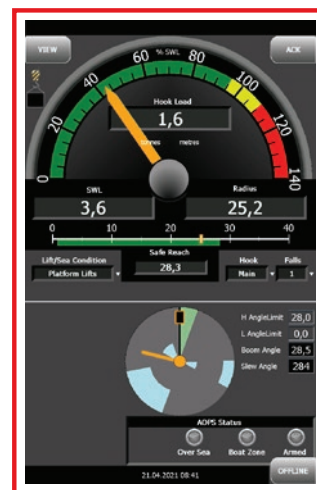 VIEW
% SWL
ACK
0 20 40 60 80 100 120 140
Hook Load
1,6
tonnes metres
SWL
Radius
3,6
25,2
0 10 20 30 40
Lift/Sea Condition
Safe Reach
Hook
Falls
Platform Lifts
28,3
Main
1
H AngleLimit 28,0
L AngleLimit 0,0
Boom Angle 28,5
Slew Angle 284
AOPS Status
Over Sea
Boat Zone
Armed
21.04.2021 08:41
OFFLINE